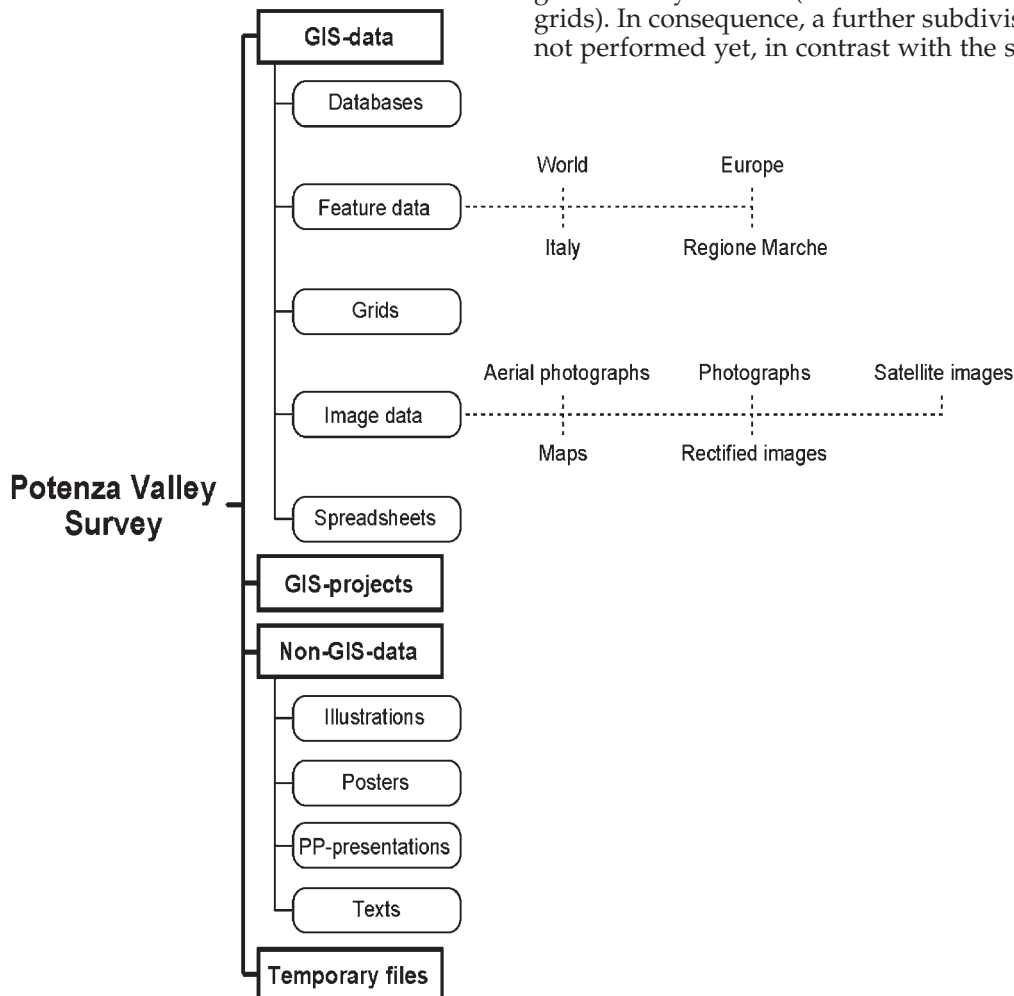 grids). In consequence, a further subdivis
not performed yet, in contrast with the s
GIS-data
Databases
World
Europe
Feature data
Italy
Regione Marche
Grids
Aerial photographs
Photographs
Satellite images
Image data
Maps
Rectified images
Potenza Valley
Survey
Spreadsheets
GIS-projects
Non-GIS-data
Illustrations
Posters
PP-presentations
Texts
Temporary files